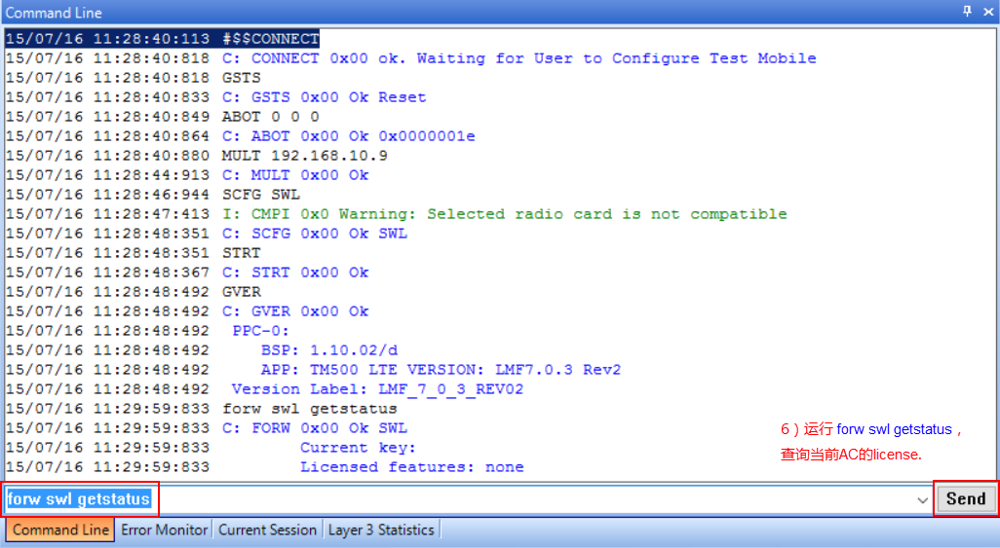 Command Line
15/07/16 11:28:40:113 #$$CONNECT
15/07/16 11:28:40:818 C: CONNECT 0x00 ok. Waiting for User to Configure Test Mobile
15/07/16 11:28:40:818 GSTS
15/07/16 11:28:40:833 C: GSTS 0x00 Ok Reset
15/07/16 11:28:40:849 ABOT 0 0 0
15/07/16 11:28:40:864 C: ABOT 0x00 Ok 0x0000001e
15/07/16 11:28:40:880 MULT 192.168.10.9
15/07/16 11:28:44:913 C: MULT 0x00 Ok
15/07/16 11:28:46:944 SCFG SWL
15/07/16 11:28:47:413 I: CMPI 0x0 Warning: Selected radio card is not compatible
15/07/16 11:28:48:351 C: SCFG 0x00 Ok SWL
15/07/16 11:28:48:351 STRT
15/07/16 11:28:48:367 C: STRT 0x00 Ok
15/07/16 11:28:48:492 GVER
15/07/16 11:28:48:492 C: GVER 0x00 Ok
15/07/16 11:28:48:492 PPC-0:
15/07/16 11:28:48:492 BSP: 1.10.02/d
15/07/16 11:28:48:492 APP: TM500 LTE VERSION: LMF7.0.3 Rev2
15/07/16 11:28:48:492 Version Label: LMF_7_0_3_REV02
15/07/16 11:29:59:833 forw swl getstatus
15/07/16 11:29:59:833 C: FORW 0x00 Ok SWL
15/07/16 11:29:59:833 Current key:
15/07/16 11:29:59:833 Licensed features: none
6）运行 forw swl getstatus，
查询当前AC的license.
forw swl getstatus
Send
Command Line Error Monitor Current Session Layer 3 Statistics